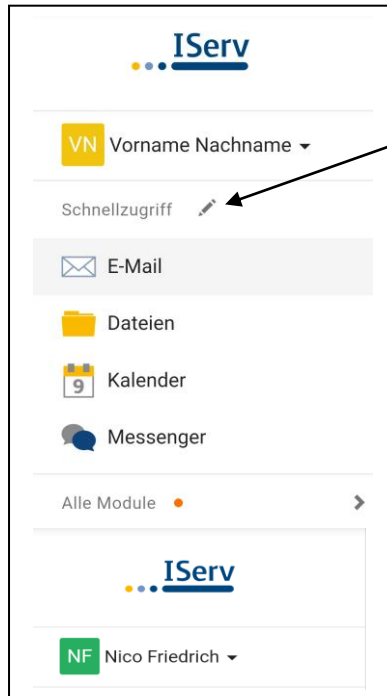 IServ
VN Vorname Nachname
Schnellzugriff
E-Mail
Dateien
9 Kalender
Messenger
Alle Module
IServ
NF Nico Friedrich